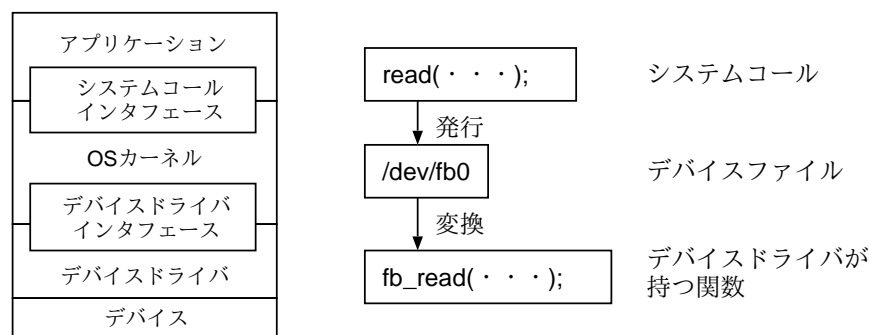 アプリケーション
システムコール
インタフェース
OSカーネル
デバイスドライバ
インタフェース
デバイスドライバ
デバイス
read(・・・);
発行
/dev/fb0
変換
fb_read(・・・);
システムコール
デバイスファイル
デバイスドライバが
持つ関数